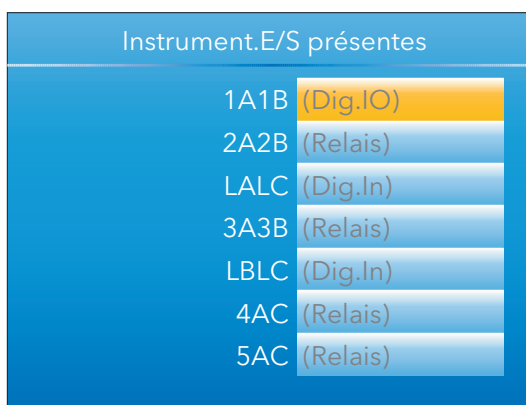 Instrument.E/S présentes
1A1B (Dig.IO)
2A2B (Relais)
LALC (Dig.In)
3A3B (Relais)
LBLC (Dig.In)
4AC (Relais)
5AC (Relais)